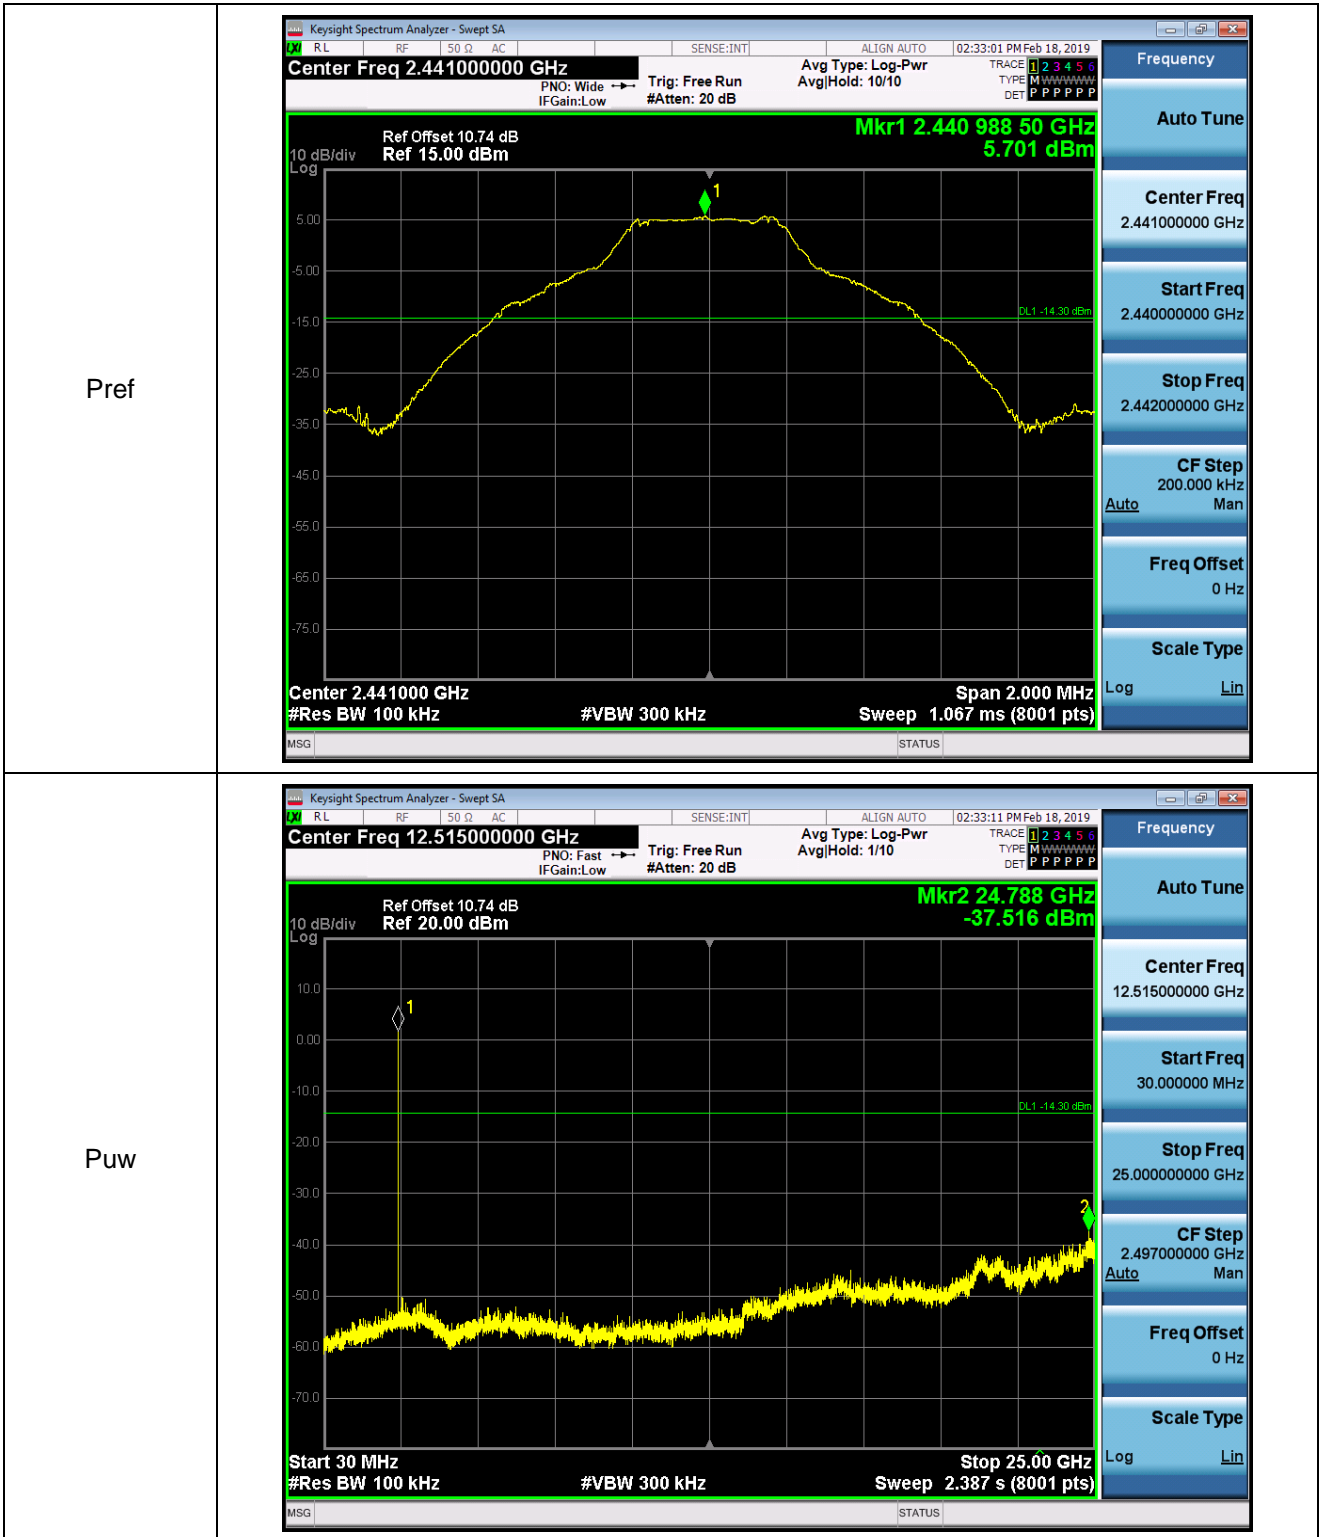 Pref
Keysight Spectrum Analyzer - Swept SA
LXI RL RF 50 Ω AC SENSE:INT ALIGN AUTO 02:33:01 PM Feb 18, 2019
Center Freq 2.441000000 GHz
PNO: Wide
IFGain:Low
Trig: Free Run
#Atten: 20 dB
Avg Type: Log-Pwr
Avg|Hold: 10/10
TRACE 1 2 3 4 5 6
TYPE M WWWWW
DET P P P P P P
Mkr1 2.440 988 50 GHz
5.701 dBm
Ref Offset 10.74 dB
10 dB/div Ref 15.00 dBm
Log
1
5.00
-5.00
DL1 -14.30 dBm
-15.0
-25.0
-35.0
-45.0
-55.0
-65.0
-75.0
Center 2.441000 GHz Span 2.000 MHz
#Res BW 100 kHz #VBW 300 kHz Sweep 1.067 ms (8001 pts)
MSG STATUS
Frequency
Auto Tune
Center Freq
2.441000000 GHz
Start Freq
2.440000000 GHz
Stop Freq
2.442000000 GHz
CF Step
200.000 kHz
Auto Man
Freq Offset
0 Hz
Scale Type
Log Lin
Puw
Keysight Spectrum Analyzer - Swept SA
LXI RL RF 50 Ω AC SENSE:INT ALIGN AUTO 02:33:11 PM Feb 18, 2019
Center Freq 12.515000000 GHz
PNO: Fast
IFGain:Low
Trig: Free Run
#Atten: 20 dB
Avg Type: Log-Pwr
Avg|Hold: 1/10
TRACE 1 2 3 4 5 6
TYPE M WWWWW
DET P P P P P P
Mkr2 24.788 GHz
-37.516 dBm
Ref Offset 10.74 dB
10 dB/div Ref 20.00 dBm
Log
10.0
1
0.00
-10.0
DL1 -14.30 dBm
-20.0
-30.0
2
-40.0
-50.0
-60.0
-70.0
Start 30 MHz Stop 25.00 GHz
#Res BW 100 kHz #VBW 300 kHz Sweep 2.387 s (8001 pts)
MSG STATUS
Frequency
Auto Tune
Center Freq
12.515000000 GHz
Start Freq
30.000000 MHz
Stop Freq
25.000000000 GHz
CF Step
2.497000000 GHz
Auto Man
Freq Offset
0 Hz
Scale Type
Log Lin